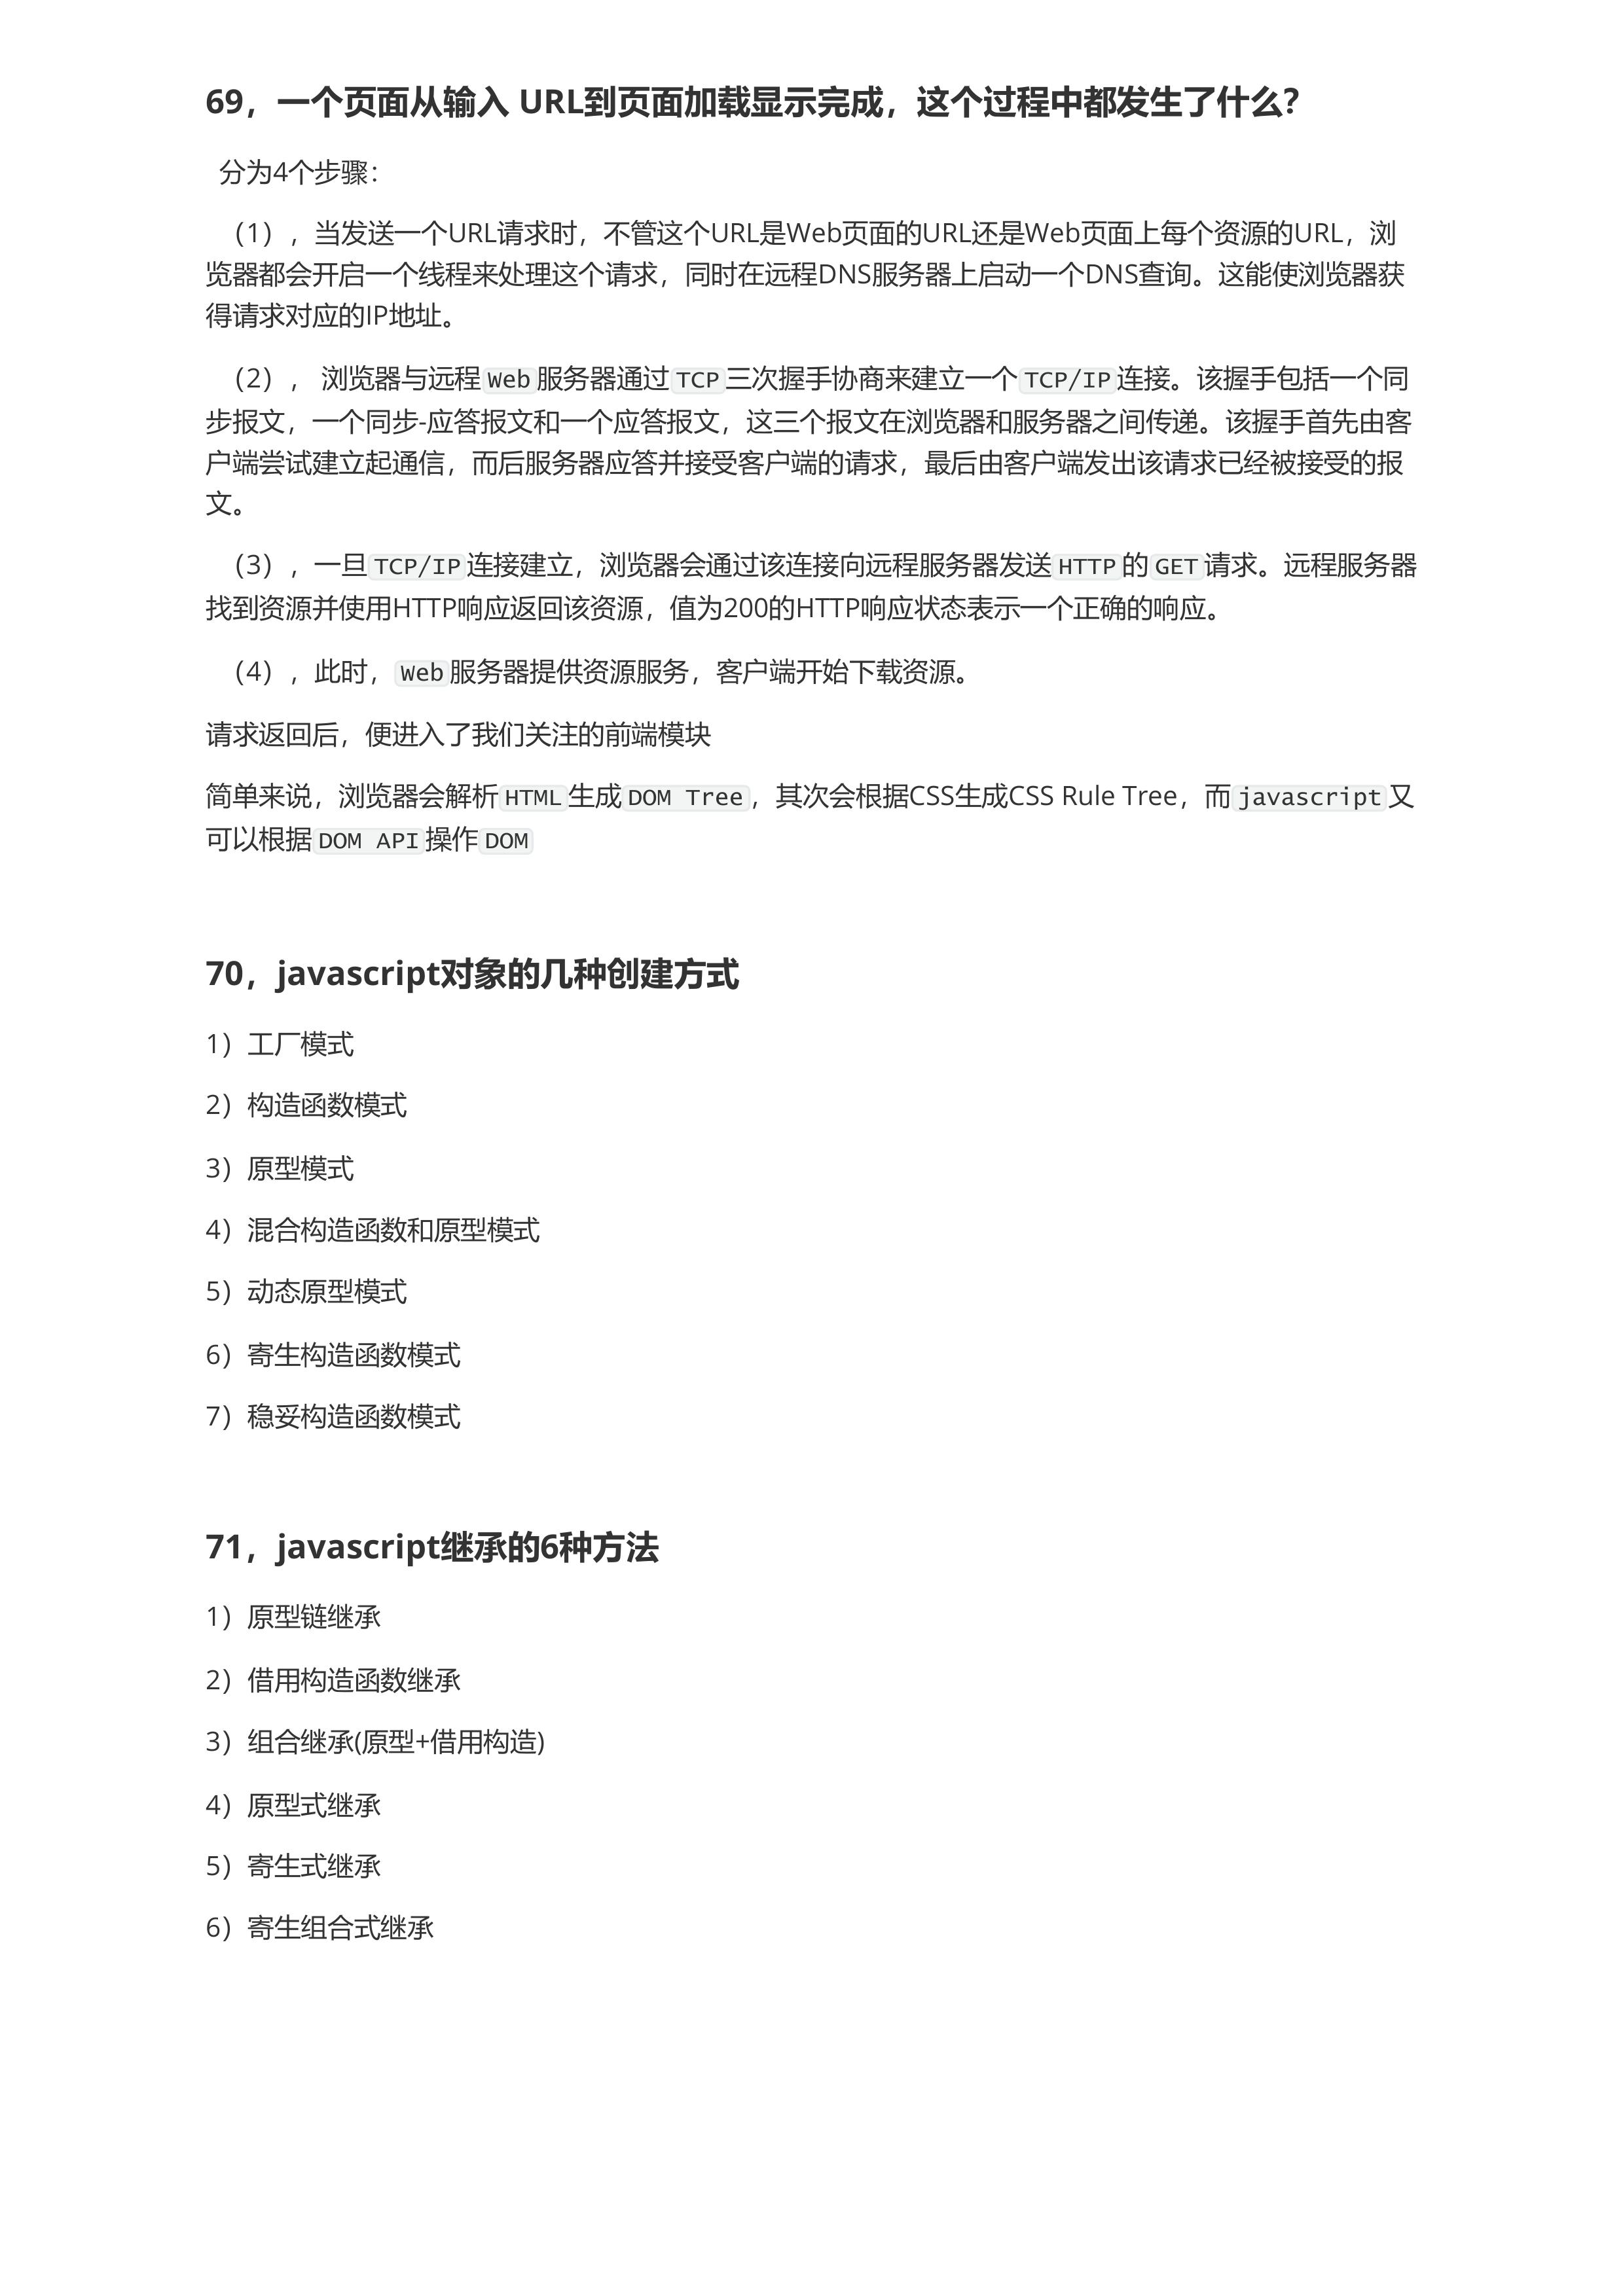 69，一个页面从输入 URL到页面加载显示完成，这个过程中都发生了什么？
分为4个步骤：
（1），当发送一个URL请求时，不管这个URL是Web页面的URL还是Web页面上每个资源的URL，浏
览器都会开启一个线程来处理这个请求，同时在远程DNS服务器上启动一个DNS查询。这能使浏览器获
得请求对应的IP地址。
（2）， 浏览器与远程Web服务器通过TCP三次握手协商来建立一个TCP/IP连接。该握手包括一个同
步报文，一个同步-应答报文和一个应答报文，这三个报文在浏览器和服务器之间传递。该握手首先由客
户端尝试建立起通信，而后服务器应答并接受客户端的请求，最后由客户端发出该请求已经被接受的报
文。
（3），一旦TCP/IP连接建立，浏览器会通过该连接向远程服务器发送HTTP的GET请求。远程服务器
找到资源并使用HTTP响应返回该资源，值为200的HTTP响应状态表示一个正确的响应。
（4），此时，Web服务器提供资源服务，客户端开始下载资源。
请求返回后，便进入了我们关注的前端模块
简单来说，浏览器会解析HTML生成DOM Tree，其次会根据CSS生成CSS Rule Tree，而javascript又
可以根据DOM API操作DOM
70，javascript对象的几种创建方式
1）工厂模式
2）构造函数模式
3）原型模式
4）混合构造函数和原型模式
5）动态原型模式
6）寄生构造函数模式
7）稳妥构造函数模式
71，javascript继承的6种方法
1）原型链继承
2）借用构造函数继承
3）组合继承(原型+借用构造)
4）原型式继承
5）寄生式继承
6）寄生组合式继承